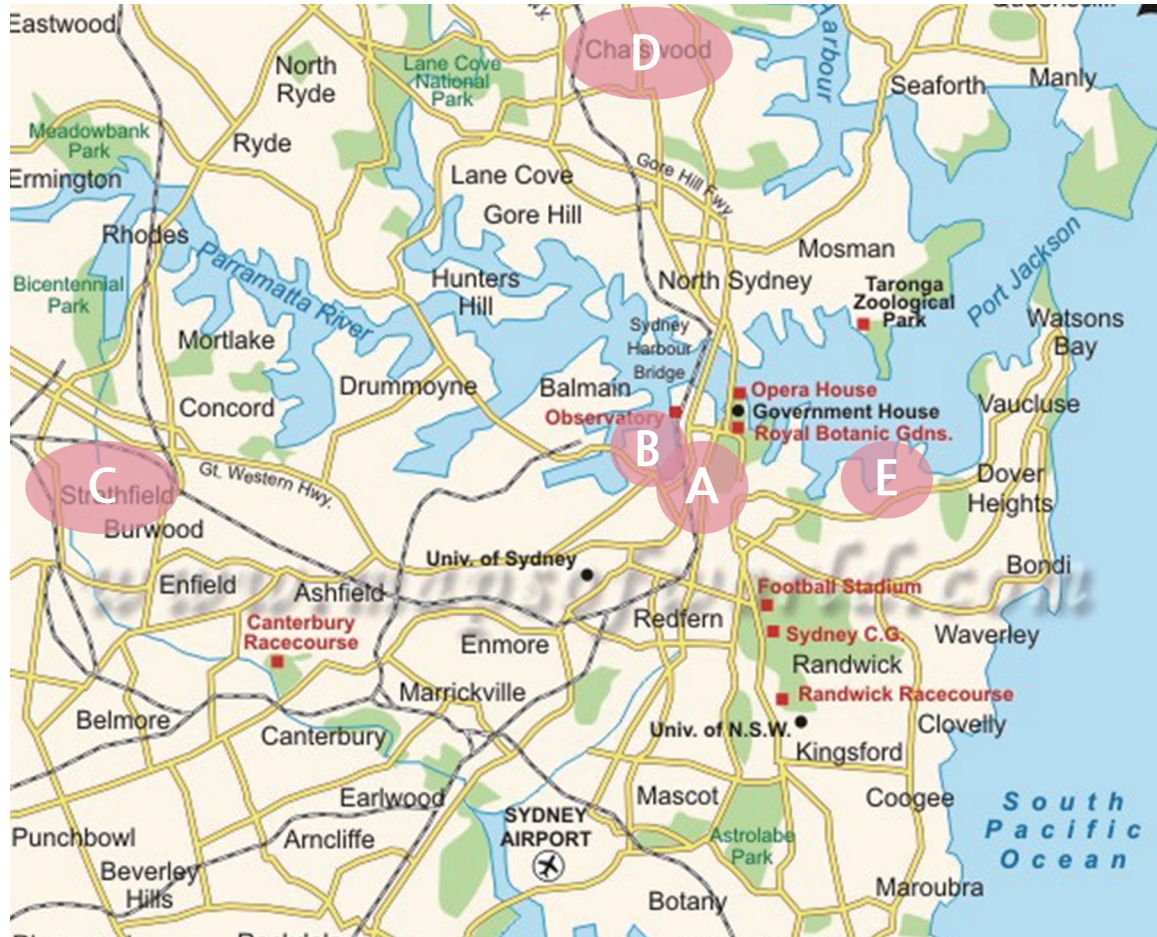 Eastwood
North
Ryde
Lane Cove
National
Park
Chatswood
D
Harbour
Seaforth
Manly
Meadowbank
Park
Ryde
Ermington
Lane Cove
Gore Hill Fwy
Gore Hill
Rhodes
Parramatta River
Mosman
Port Jackson
Bicentennial
Park
Hunters
Hill
North Sydney
Taronga
Zoological
Park
Watsons
Bay
Sydney
Harbour
Bridge
Mortlake
Drummoyne
Balmain
Opera House
Government House
Royal Botanic Gdns.
Observatory
Vaucluse
Concord
B
A
E
C
Strathfield
Gt. Western Hwy.
Dover
Heights
Burwood
Univ. of Sydney
Bondi
www.mapsofworld.com
Enfield
Ashfield
Football Stadium
Canterbury
Racecourse
Redfern
Sydney C.G.
Waverley
Enmore
Randwick
Marrickville
Randwick Racecourse
Belmore
Canterbury
Univ. of N.S.W.
Clovelly
Kingsford
Earlwood
Mascot
Coogee
South
Pacific
Ocean
SYDNEY
AIRPORT
Punchbowl
Arncliffe
Astrolabe
Park
Beverley
Hills
Botany
Maroubra